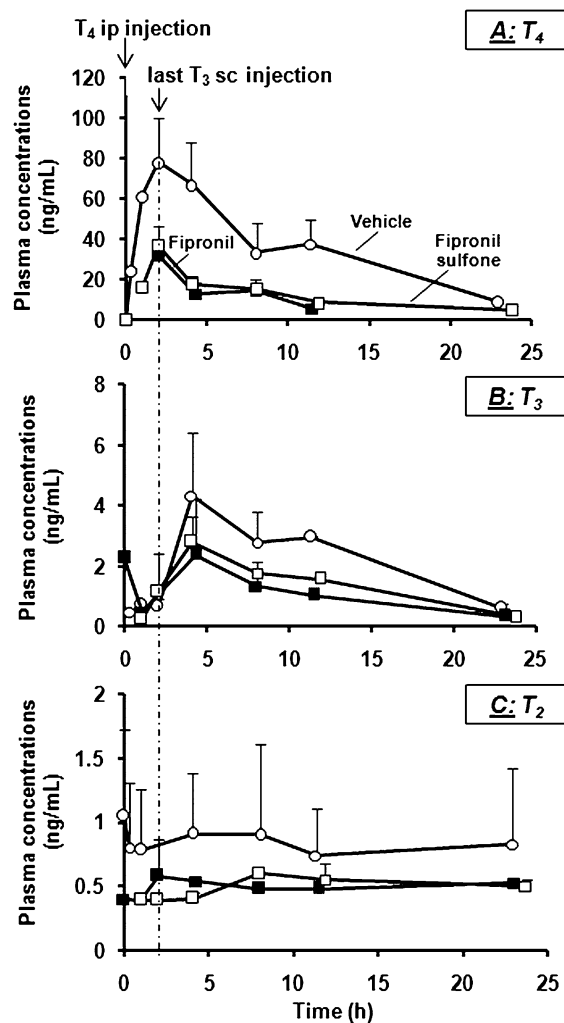 T4 ip injection
A: T4
last T3 sc injection
120
100
80
60
40
20
0
Plasma concentrations
(ng/mL)
Fipronil
Vehicle
Fipronil
sulfone
0
5
10
15
20
25
B: T3
8
6
4
2
0
Plasma concentrations
(ng/mL)
0
5
10
15
20
25
C: T2
2
1.5
1
0.5
0
Plasma concentrations
(ng/mL)
0
5
10
15
20
25
Time (h)